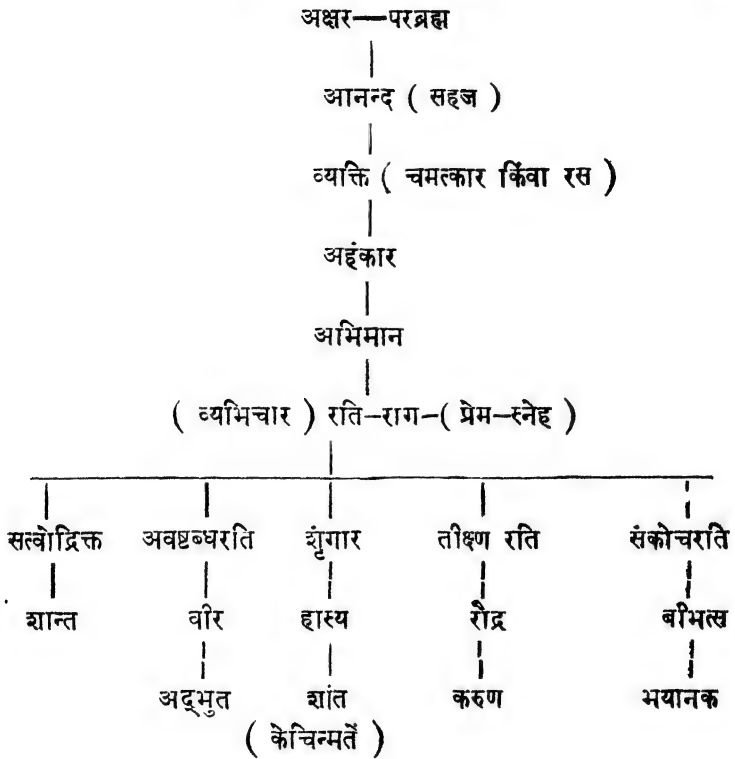 अक्षर—परब्रह्म
आनन्द ( सहज )
व्याक्ति ( चमत्कार किंवा रस )
अहंकार
अभिमान
( व्यभिचार ) रति–राग–( प्रेम–स्नेह )
सत्वोद्रिक्त अवष्टब्धरति शृंगार तीक्ष्ण रति संकोचरति
शान्त वीर हास्य रौद्र बीभत्स
अद्भुत शांत करुण भयानक
( केचिन्मतें )